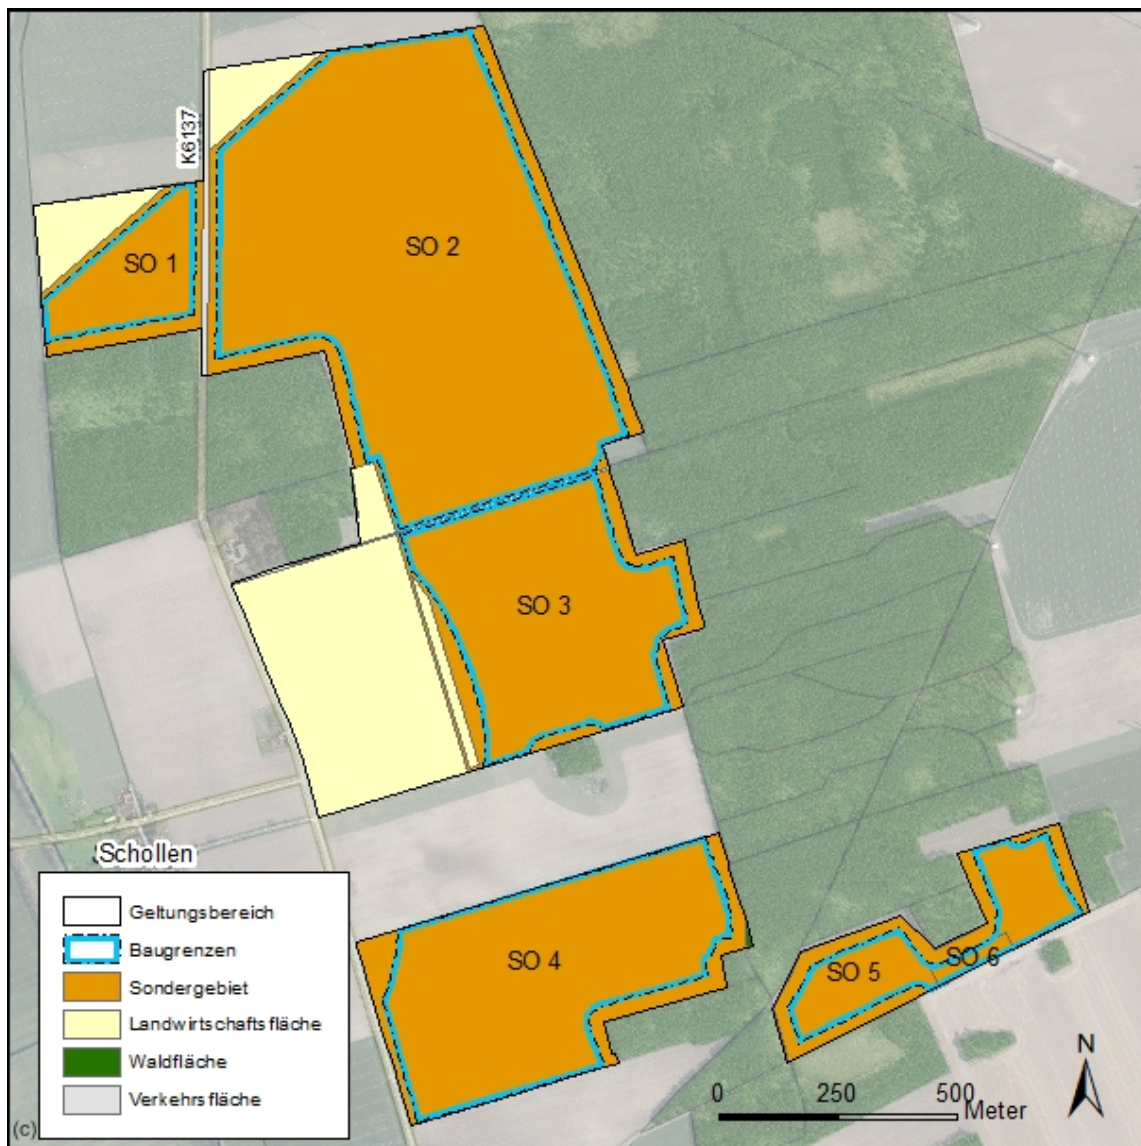 K6137
SO 1
SO 2
SO 3
SO 4
SO 5
SO 6
Schollen
Geltungsbereich
Baugrenzen
Sondergebiet
Landwirtschaftsfläche
Waldfläche
Verkehrsfläche
(c)
N
0 250 500
Meter